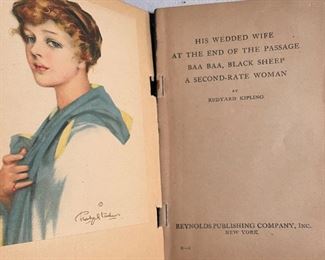 HIS WEDDED WIFE
AT THE END OF THE PASSAGE
BAA BAA, BLACK SHEEP
A SECOND-RATE WOMAN
BY
RUDYARD KIPLING
REYNOLDS PUBLISHING COMPANY, INC.
NEW YORK